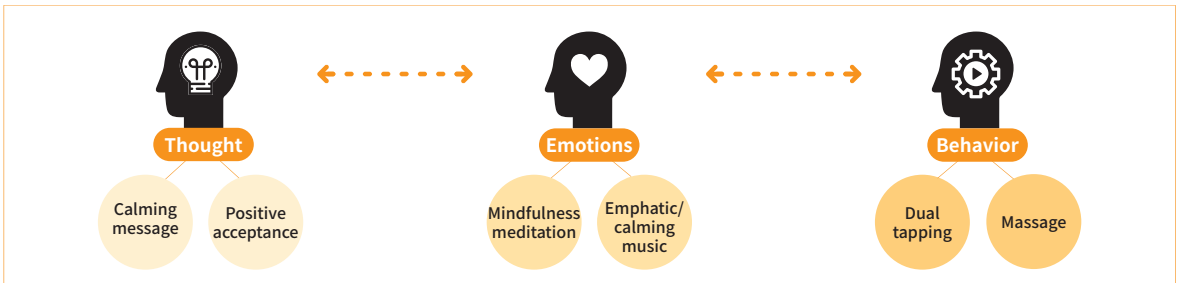 Thought
Emotions
Behavior
Calming
message
Positive
acceptance
Mindfulness
meditation
Emphatic/
calming
music
Dual
tapping
Massage